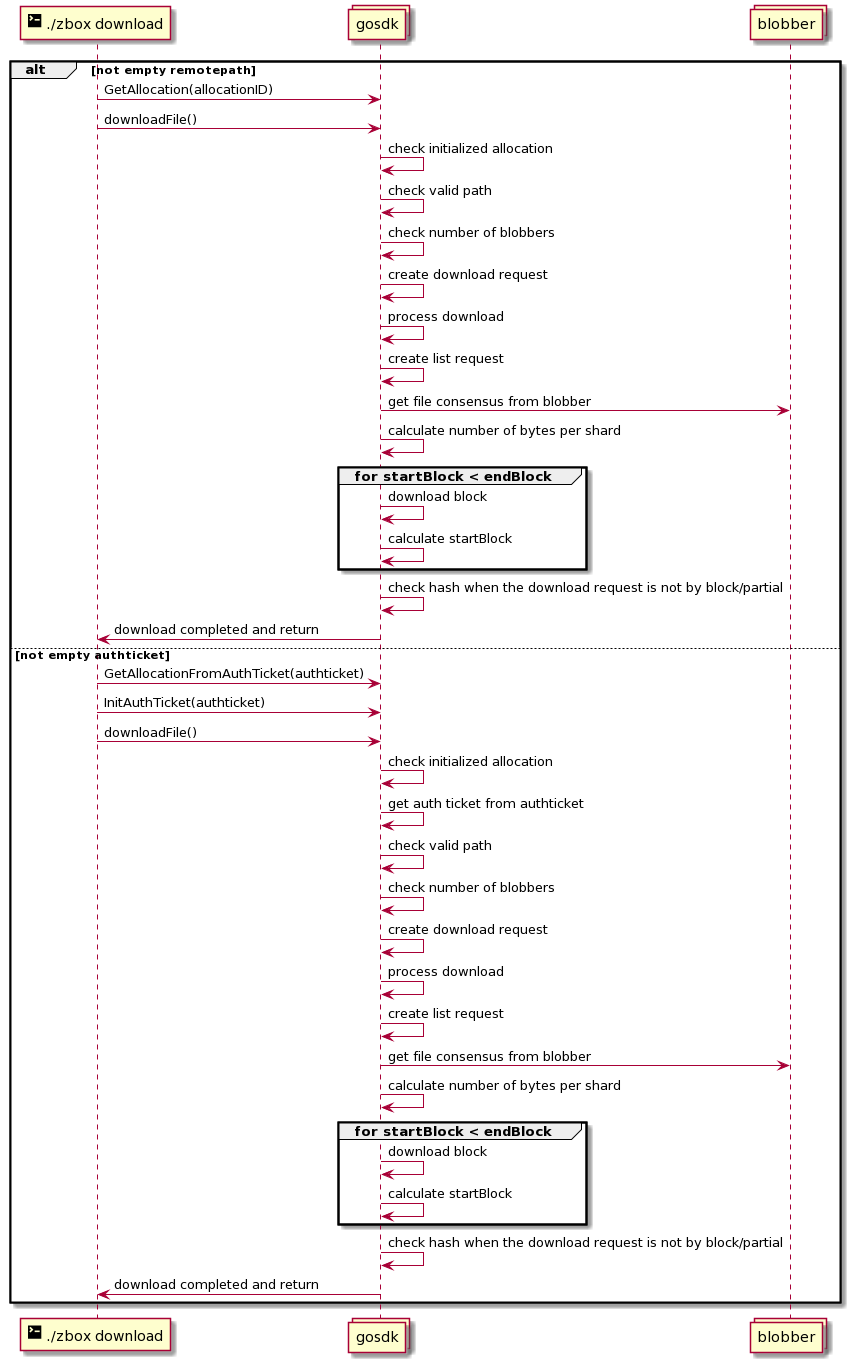 ./zbox download gosdk blobber
alt [not empty remotepath]
GetAllocation(allocationID)
downloadFile()
check initialized allocation
check valid path
check number of blobbers
create download request
process download
create list request
get file consensus from blobber
calculate number of bytes per shard
for startBlock < endBlock
download block
calculate startBlock
check hash when the download request is not by block/partial
download completed and return
[not empty authticket]
GetAllocationFromAuthTicket(authticket)
InitAuthTicket(authticket)
downloadFile()
check initialized allocation
get auth ticket from authticket
check valid path
check number of blobbers
create download request
process download
create list request
get file consensus from blobber
calculate number of bytes per shard
for startBlock < endBlock
download block
calculate startBlock
check hash when the download request is not by block/partial
download completed and return
./zbox download gosdk blobber